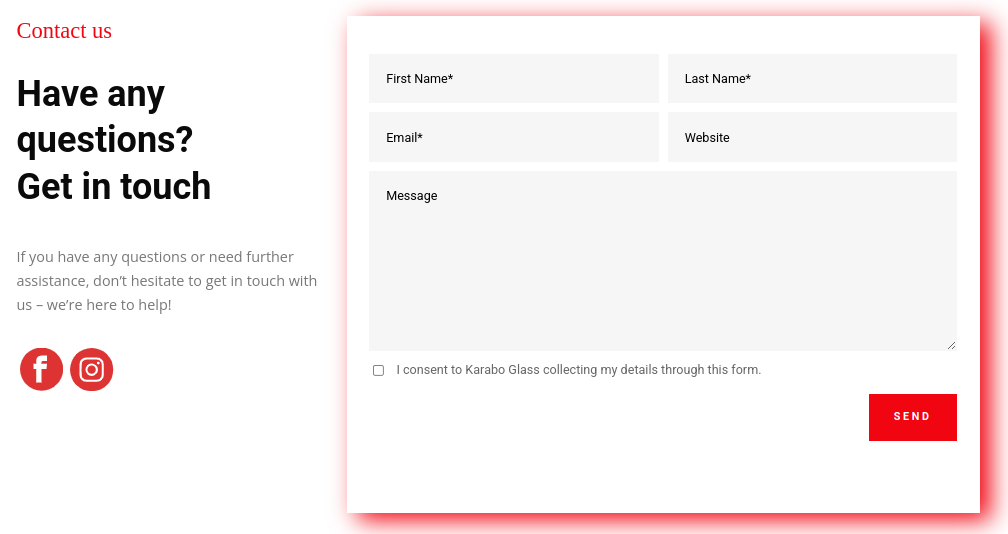 Contact us
Have any
questions?
Get in touch
If you have any questions or need further
assistance, don’t hesitate to get in touch with
us – we’re here to help!
First Name*
Last Name*
Email*
Website
Message
I consent to Karabo Glass collecting my details through this form.
SEND